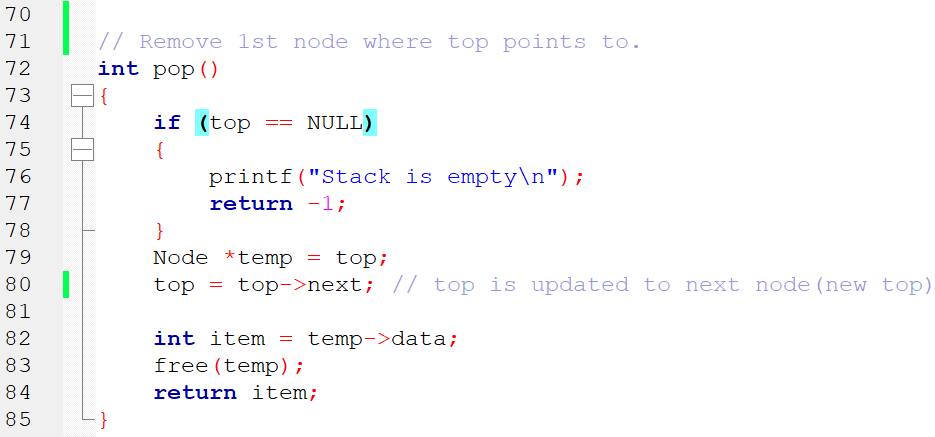 70
71 // Remove 1st node where top points to.
72 int pop()
73 {
74     if (top == NULL)
75     {
76         printf("Stack is empty\n");
77         return -1;
78     }
79     Node *temp = top;
80     top = top->next; // top is updated to next node(new top)
81
82     int item = temp->data;
83     free(temp);
84     return item;
85 }